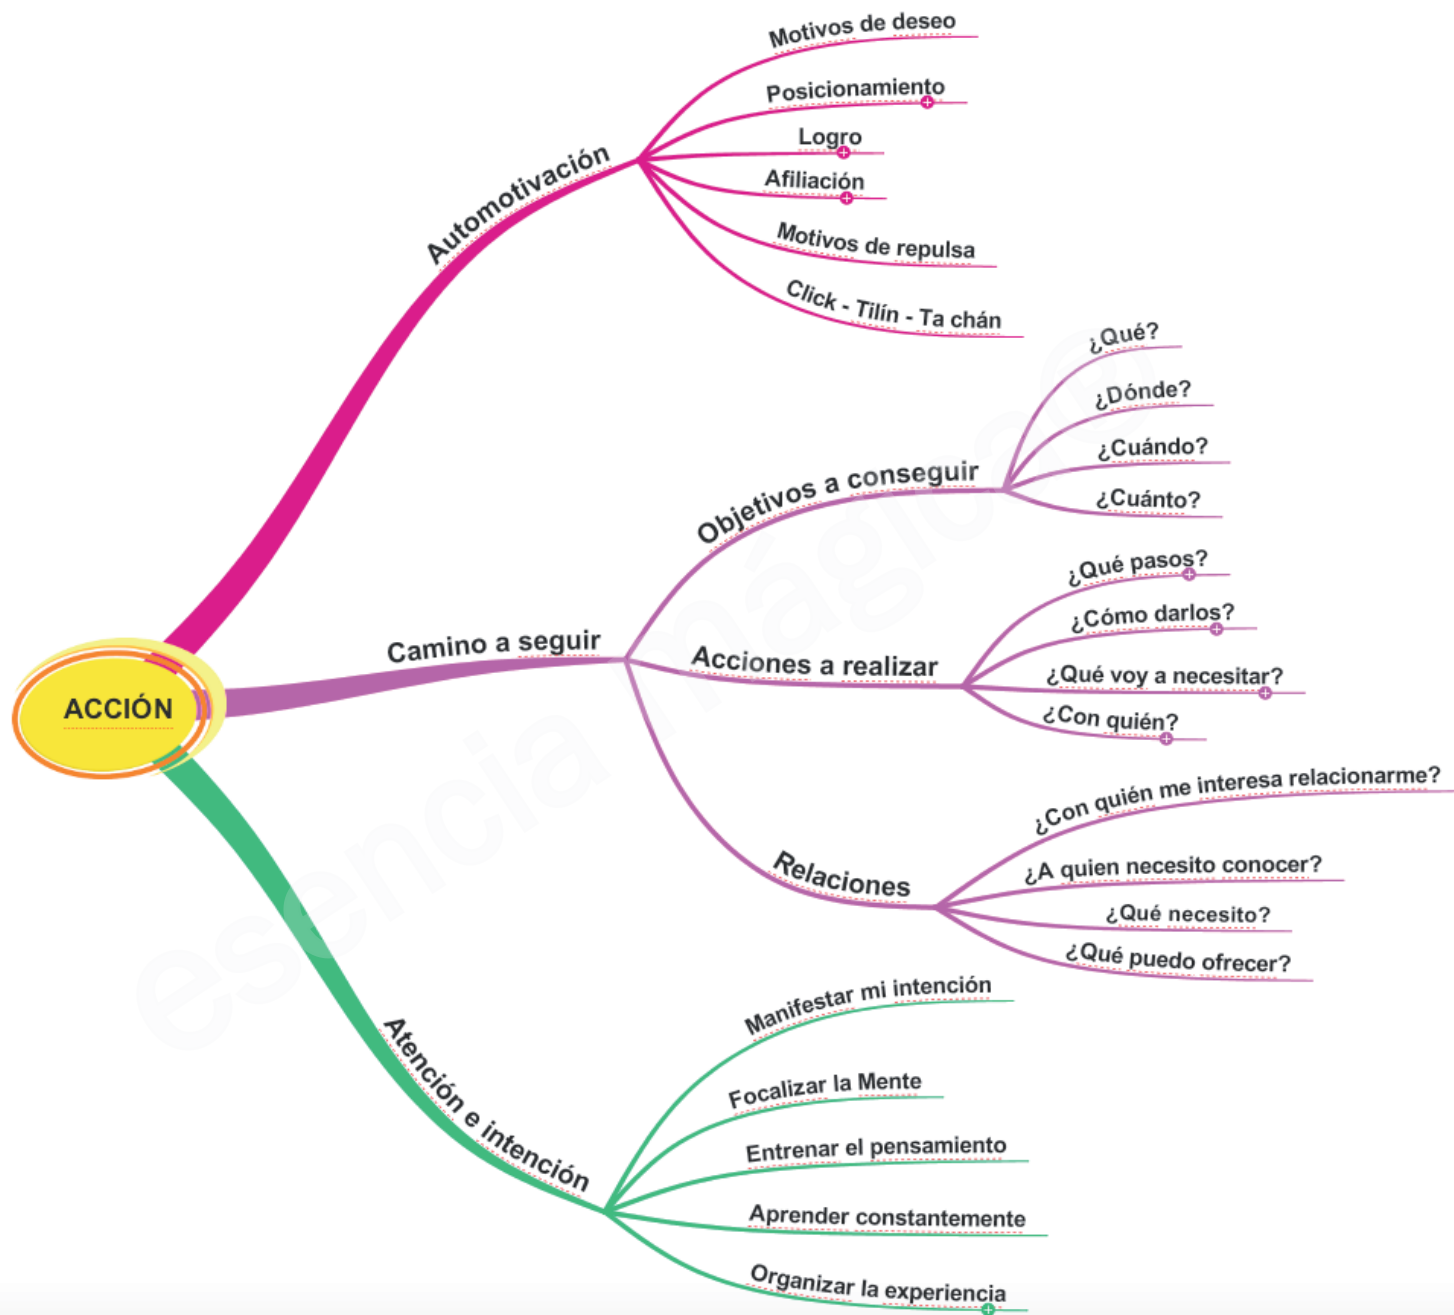 ACCIÓN
Automotivación
Motivos de deseo
Posicionamiento
Logro
Afiliación
Motivos de repulsa
Click - Tilín - Ta chán
Camino a seguir
Objetivos a conseguir
¿Qué?
¿Dónde?
¿Cuándo?
¿Cuánto?
Acciones a realizar
¿Qué pasos?
¿Cómo darlos?
¿Qué voy a necesitar?
¿Con quién?
Relaciones
¿Con quién me interesa relacionarme?
¿A quien necesito conocer?
¿Qué necesito?
¿Qué puedo ofrecer?
Atención e intención
Manifestar mi intención
Focalizar la Mente
Entrenar el pensamiento
Aprender constantemente
Organizar la experiencia
esencia mágica®